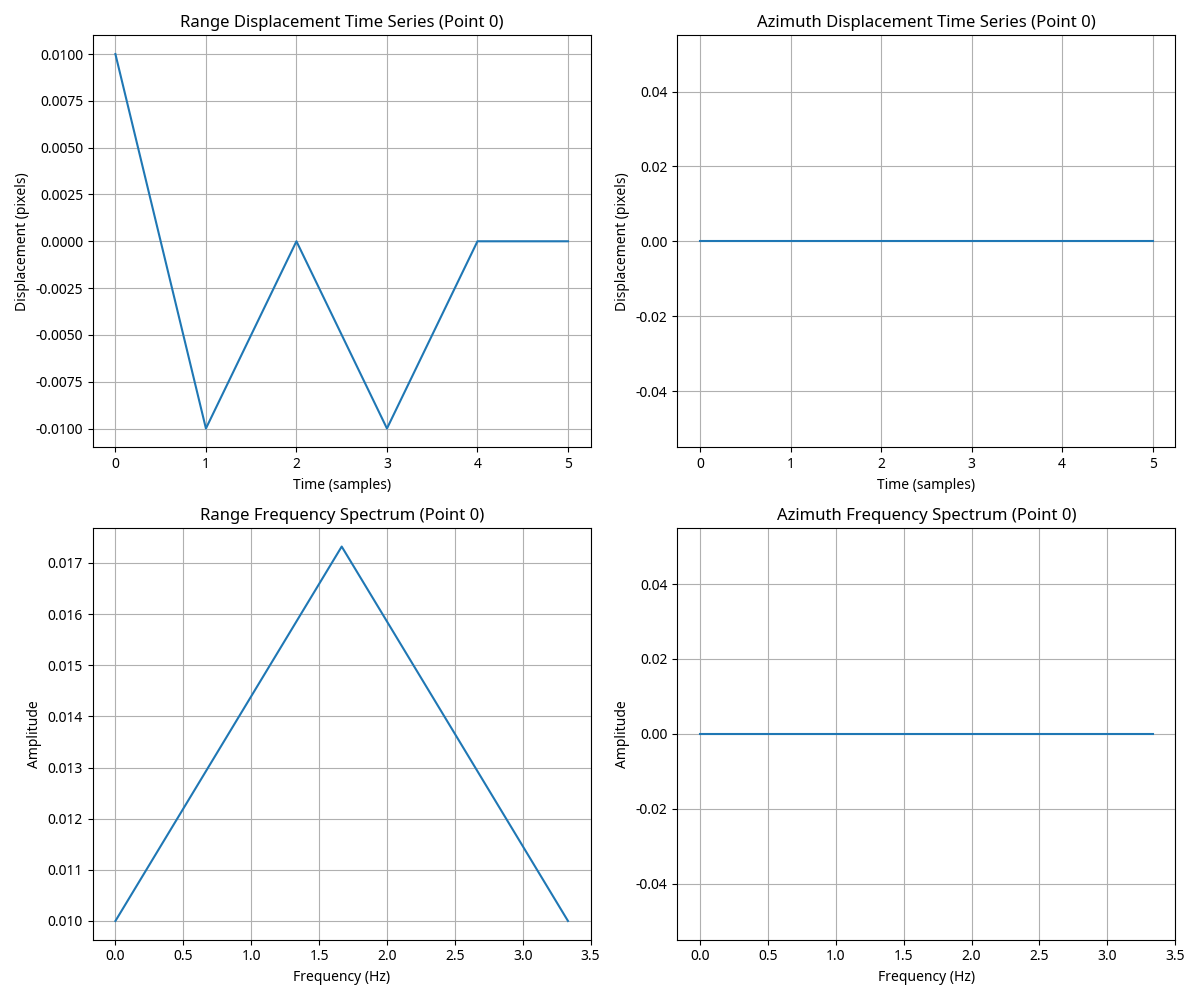 Range Displacement Time Series (Point 0)
Displacement (pixels)
0.0100
0.0075
0.0050
0.0025
0.0000
-0.0025
-0.0050
-0.0075
-0.0100
0 1 2 3 4 5
Time (samples)
Azimuth Displacement Time Series (Point 0)
Displacement (pixels)
0.04
0.02
0.00
-0.02
-0.04
0 1 2 3 4 5
Time (samples)
Range Frequency Spectrum (Point 0)
Amplitude
0.017
0.016
0.015
0.014
0.013
0.012
0.011
0.010
0.0 0.5 1.0 1.5 2.0 2.5 3.0 3.5
Frequency (Hz)
Azimuth Frequency Spectrum (Point 0)
Amplitude
0.04
0.02
0.00
-0.02
-0.04
0.0 0.5 1.0 1.5 2.0 2.5 3.0 3.5
Frequency (Hz)